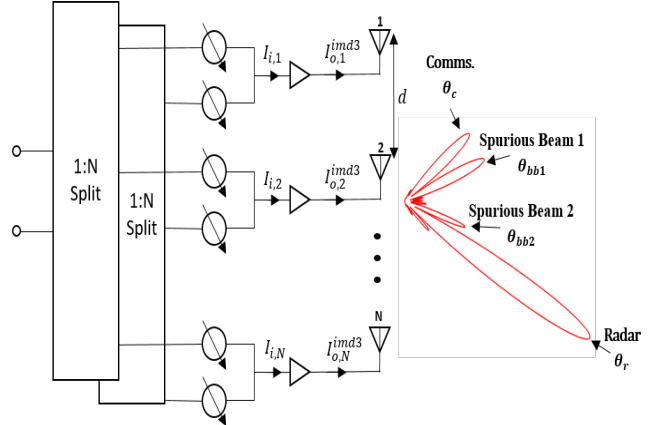 1:N
Split
1:N
Split
I_{i,1}
I_{o,1}^{imd3}
1
d
I_{i,2}
I_{o,2}^{imd3}
2
I_{i,N}
I_{o,N}^{imd3}
N
Comms.
θ_c
Spurious Beam 1
θ_{bb1}
Spurious Beam 2
θ_{bb2}
Radar
θ_r